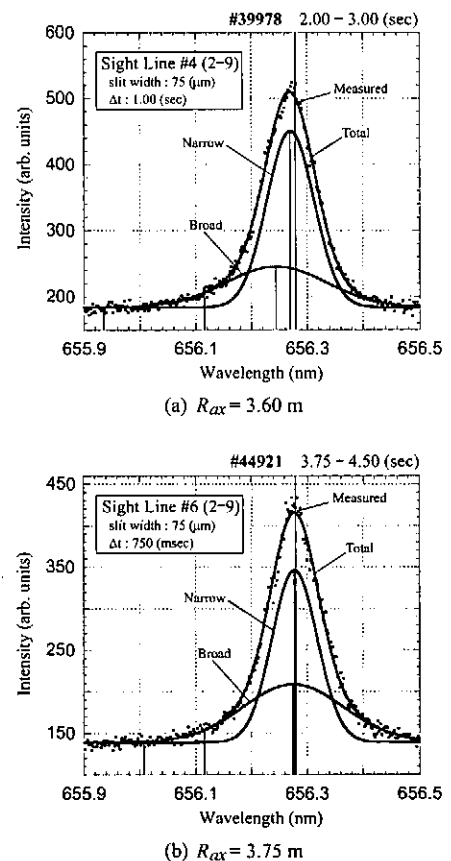 #39978 2.00 − 3.00 (sec)
600
500
400
300
200
Intensity (arb. units)
Sight Line #4 (2−9)
slit width : 75 (μm)
Δt : 1.00 (sec)
Measured
Total
Narrow
Broad
655.9 656.1 656.3 656.5
Wavelength (nm)
(a) Rax = 3.60 m
#44921 3.75 − 4.50 (sec)
450
350
250
150
Intensity (arb. units)
Sight Line #6 (2−9)
slit width : 75 (μm)
Δt : 750 (msec)
Measured
Total
Narrow
Broad
655.9 656.1 656.3 656.5
Wavelength (nm)
(b) Rax = 3.75 m